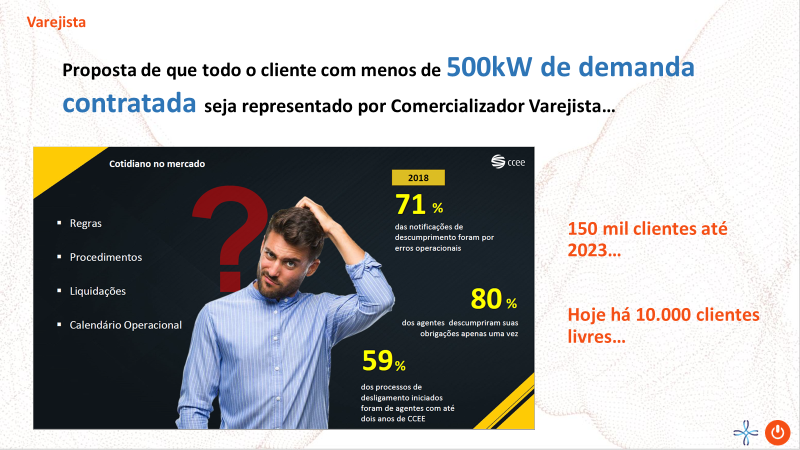 Varejista
Proposta de que todo o cliente com menos de 500kW de demanda
contratada seja representado por Comercializador Varejista...
Cotidiano no mercado
ccee
?
▪ Regras
▪ Procedimentos
▪ Liquidações
▪ Calendário Operacional
2018
71 %
das notificações de
descumprimento foram por
erros operacionais
80 %
dos agentes descumpriram suas
obrigações apenas uma vez
59%
dos processos de
desligamento iniciados
foram de agentes com até
dois anos de CCEE
150 mil clientes até
2023...
Hoje há 10.000 clientes
livres...